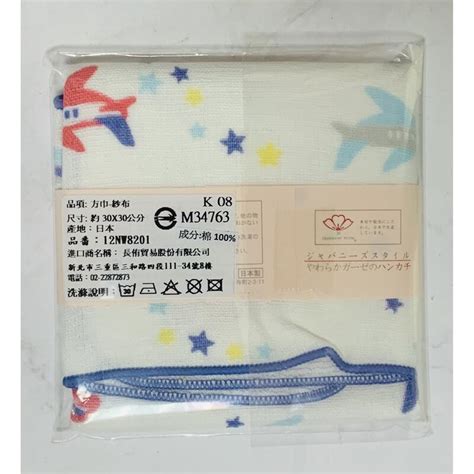 品項: 方巾-紗布
K 08
尺寸: 約 30X30公分
M34763
產地: 日本
成分:棉 100%
品番: 12NW8201
進口商名稱: 長侑貿易股份有限公司
新北市三重區三和路四段111-34號8樓
電話:02-22872873
洗滌說明:
日本製
ジャパニーズスタイル
やわらかガーゼのハンカチ